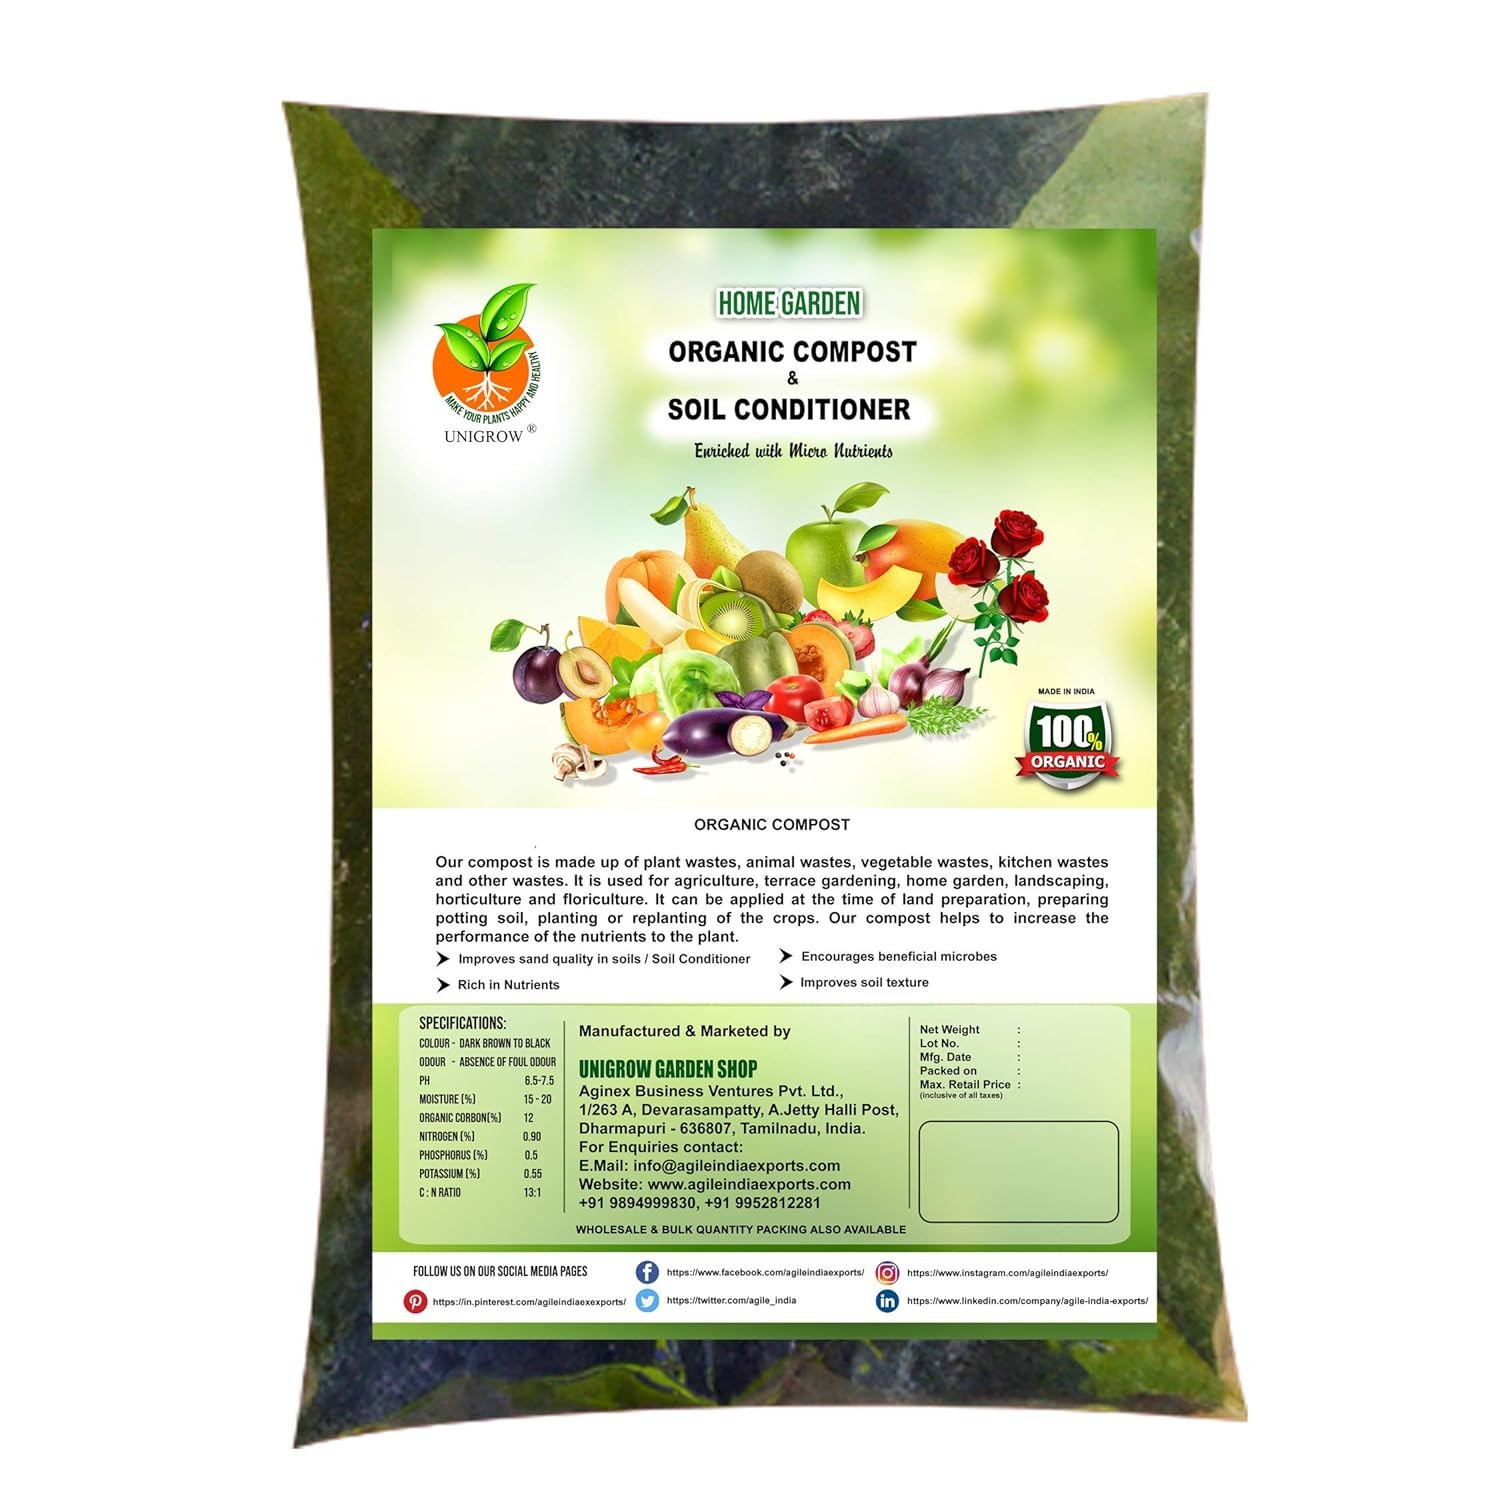 HOME GARDEN
ORGANIC COMPOST
&
SOIL CONDITIONER
Enriched with Micro Nutrients
MAKE YOUR PLANTS HAPPY AND HEALTHY
UNIGROW ®
MADE IN INDIA
100%
ORGANIC
ORGANIC COMPOST
Our compost is made up of plant wastes, animal wastes, vegetable wastes, kitchen wastes
and other wastes. It is used for agriculture, terrace gardening, home garden, landscaping,
horticulture and floriculture. It can be applied at the time of land preparation, preparing
potting soil, planting or replanting of the crops. Our compost helps to increase the
performance of the nutrients to the plant.
➤ Improves sand quality in soils / Soil Conditioner
➤ Encourages beneficial microbes
➤ Rich in Nutrients
➤ Improves soil texture
SPECIFICATIONS:
COLOUR - DARK BROWN TO BLACK
ODOUR - ABSENCE OF FOUL ODOUR
PH 6.5-7.5
MOISTURE (%) 15 - 20
ORGANIC CORBON(%) 12
NITROGEN (%) 0.90
PHOSPHORUS (%) 0.5
POTASSIUM (%) 0.55
C : N RATIO 13:1
Manufactured & Marketed by
UNIGROW GARDEN SHOP
Aginex Business Ventures Pvt. Ltd.,
1/263 A, Devarasampatty, A.Jetty Halli Post,
Dharmapuri - 636807, Tamilnadu, India.
For Enquiries contact:
E.Mail: info@agileindiaexports.com
Website: www.agileindiaexports.com
+91 9894999830, +91 9952812281
WHOLESALE & BULK QUANTITY PACKING ALSO AVAILABLE
Net Weight :
Lot No. :
Mfg. Date :
Packed on :
Max. Retail Price :
(inclusive of all taxes)
FOLLOW US ON OUR SOCIAL MEDIA PAGES
https://www.facebook.com/agileindiaexports/
https://www.instagram.com/agileindiaexports/
https://in.pinterest.com/agileindiaexexports/
https://twitter.com/agile_india
https://www.linkedin.com/company/agile-india-exports/